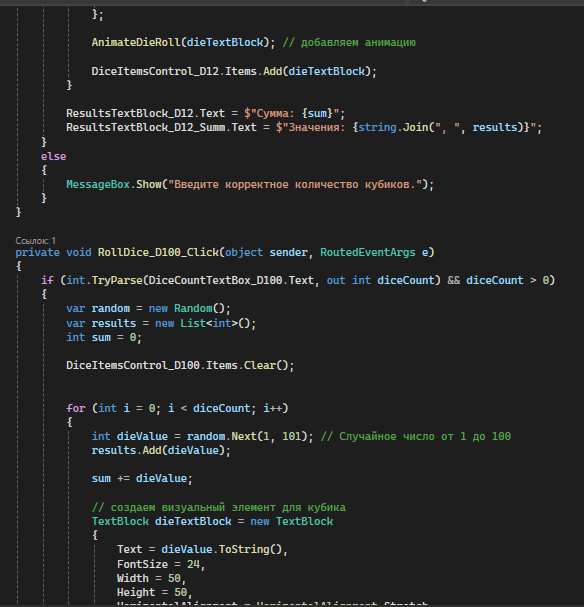 };
AnimateDieRoll(dieTextBlock); // добавляем анимацию
DiceItemsControl_D12.Items.Add(dieTextBlock);
}
ResultsTextBlock_D12.Text = $"Сумма: {sum}";
ResultsTextBlock_D12_Summ.Text = $"Значения: {string.Join(", ", results)}";
}
else
{
MessageBox.Show("Введите корректное количество кубиков.");
}
}
Ссылок: 1
private void RollDice_D100_Click(object sender, RoutedEventArgs e)
{
if (int.TryParse(DiceCountTextBox_D100.Text, out int diceCount) && diceCount > 0)
{
var random = new Random();
var results = new List<int>();
int sum = 0;
DiceItemsControl_D100.Items.Clear();
for (int i = 0; i < diceCount; i++)
{
int dieValue = random.Next(1, 101); // Случайное число от 1 до 100
results.Add(dieValue);
sum += dieValue;
// создаем визуальный элемент для кубика
TextBlock dieTextBlock = new TextBlock
{
Text = dieValue.ToString(),
FontSize = 24,
Width = 50,
Height = 50,
HorizontalAlignment = HorizontalAlignment.Stretch